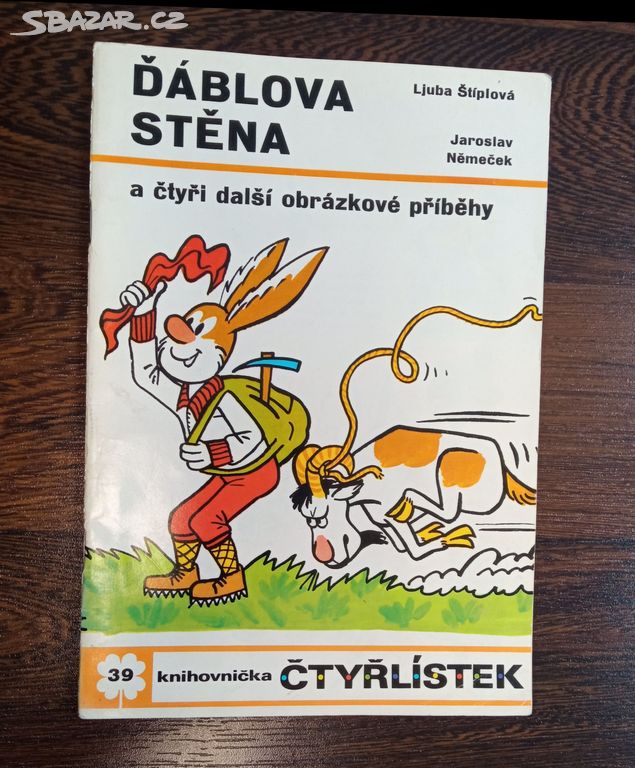 SBAZAR.CZ
ĎÁBLOVA
STĚNA
Ljuba Štíplová
Jaroslav
Němeček
a čtyři další obrázkové příběhy
39
knihovnička ČTYŘLÍSTEK